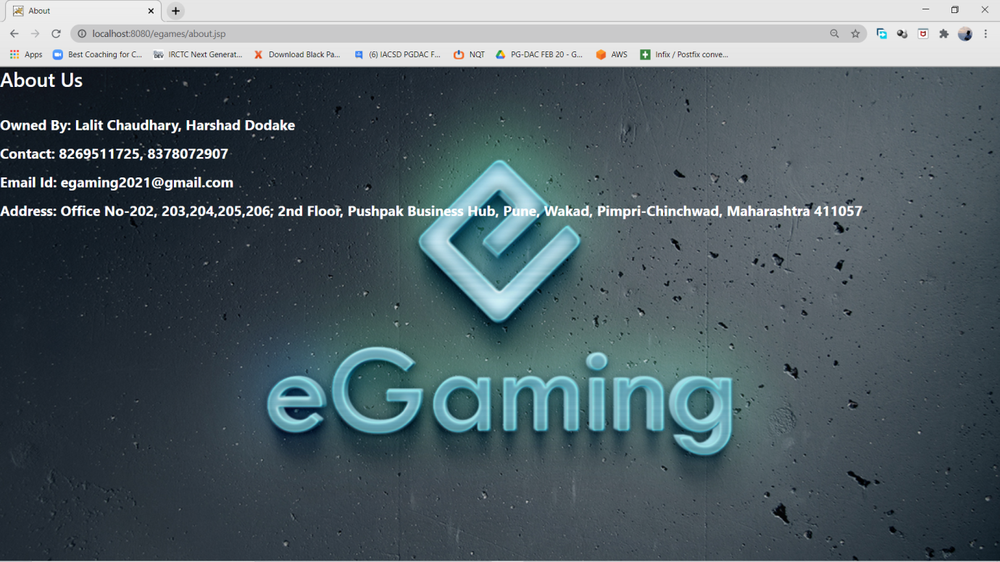 About
localhost:8080/egames/about.jsp
Apps
Best Coaching for C...
IRCTC Next Generat...
Download Black Pa...
(6) IACSD PGDAC F...
NQT
PG-DAC FEB 20 - G...
AWS
Infix / Postfix conve...
About Us
Owned By: Lalit Chaudhary, Harshad Dodake
Contact: 8269511725, 8378072907
Email Id: egaming2021@gmail.com
Address: Office No-202, 203,204,205,206; 2nd Floor, Pushpak Business Hub, Pune, Wakad, Pimpri-Chinchwad, Maharashtra 411057
eGaming